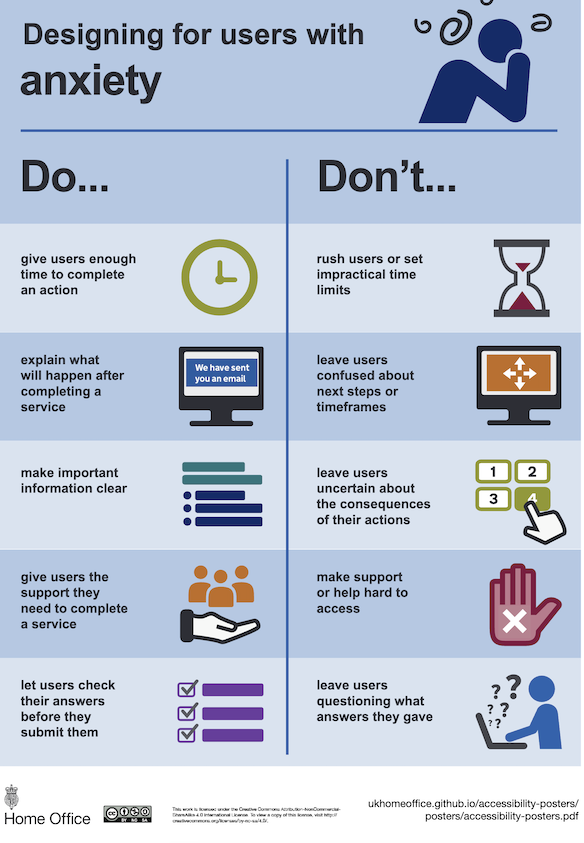 Designing for users with
anxiety
Do...
Don't...
give users enough
time to complete
an action
rush users or set
impractical time
limits
explain what
will happen after
completing a
service
We have sent
you an email
leave users
confused about
next steps or
timeframes
make important
information clear
leave users
uncertain about
the consequences
of their actions
1 2
3 4
give users the
support they
need to complete
a service
make support
or help hard to
access
let users check
their answers
before they
submit them
leave users
questioning what
answers they gave
? ?
? ?
?
Home Office
CC BY NC SA
This work is licensed under the Creative Commons Attribution-NonCommercial-
ShareAlike 4.0 International License. To view a copy of this license, visit http://
creativecommons.org/licenses/by-nc-sa/4.0/.
ukhomeoffice.github.io/accessibility-posters/
posters/accessibility-posters.pdf